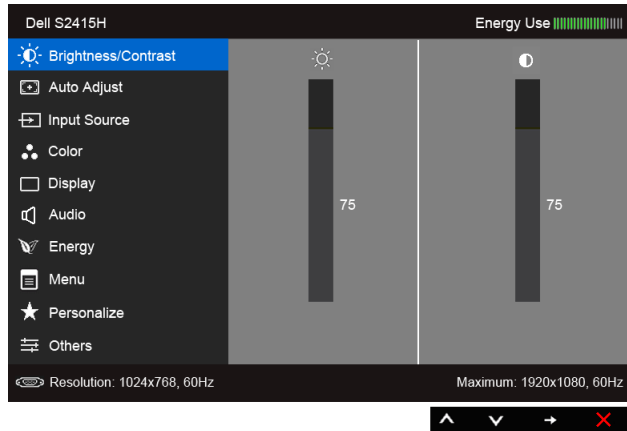 Dell S2415H Energy Use
Brightness/Contrast
Auto Adjust
Input Source
Color
Display
Audio
75 75
Energy
Menu
Personalize
Others
Resolution: 1024x768, 60Hz Maximum: 1920x1080, 60Hz